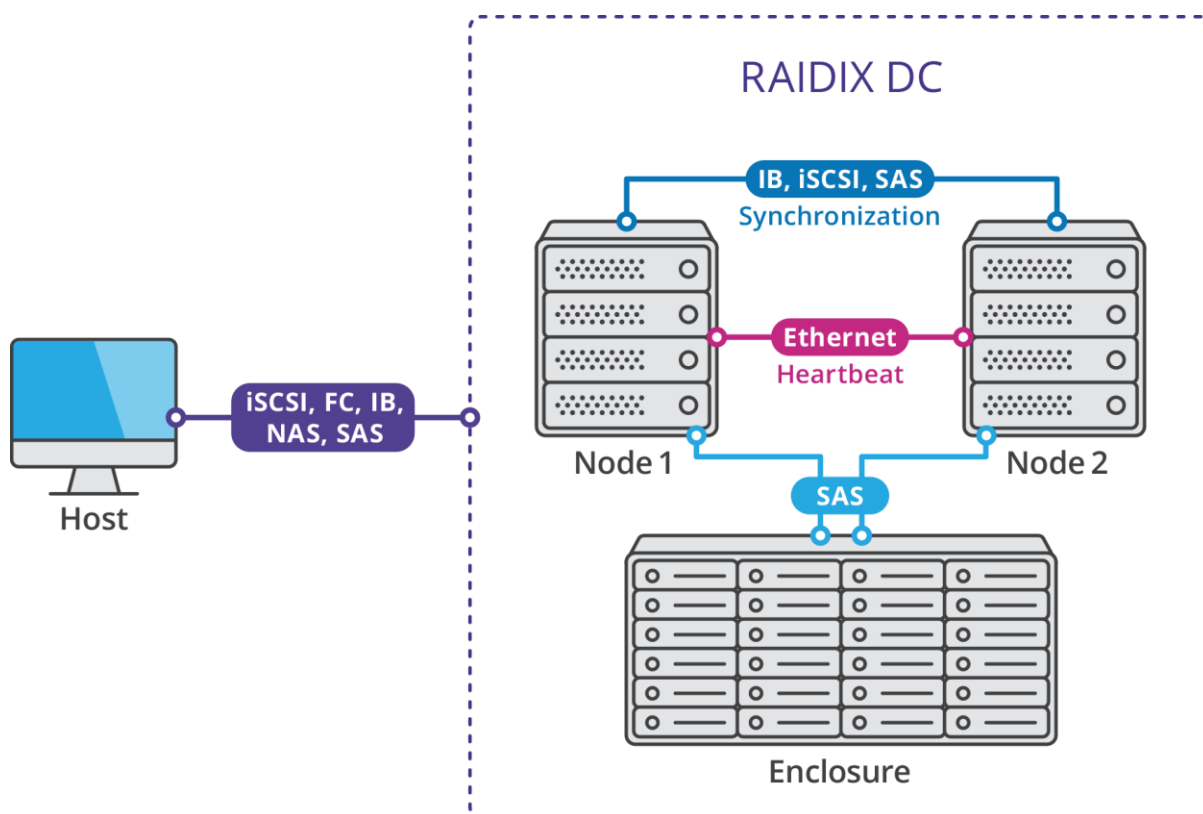 RAIDIX DC
IB, iSCSI, SAS
Synchronization
Ethernet
Heartbeat
iSCSI, FC, IB,
NAS, SAS
Host
Node 1
Node 2
SAS
Enclosure